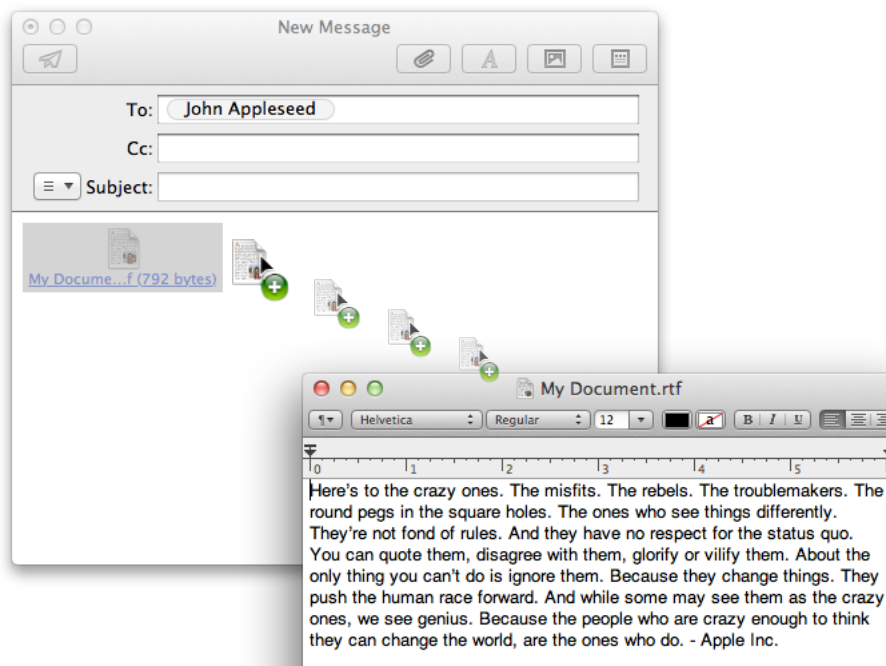 New Message
To: John Appleseed
Cc:
Subject:
My Docume...f (792 bytes)
My Document.rtf
¶ Helvetica Regular 12 a B I U
0 1 2 3 4 5
Here’s to the crazy ones. The misfits. The rebels. The troublemakers. The
round pegs in the square holes. The ones who see things differently.
They’re not fond of rules. And they have no respect for the status quo.
You can quote them, disagree with them, glorify or vilify them. About the
only thing you can’t do is ignore them. Because they change things. They
push the human race forward. And while some may see them as the crazy
ones, we see genius. Because the people who are crazy enough to think
they can change the world, are the ones who do. - Apple Inc.